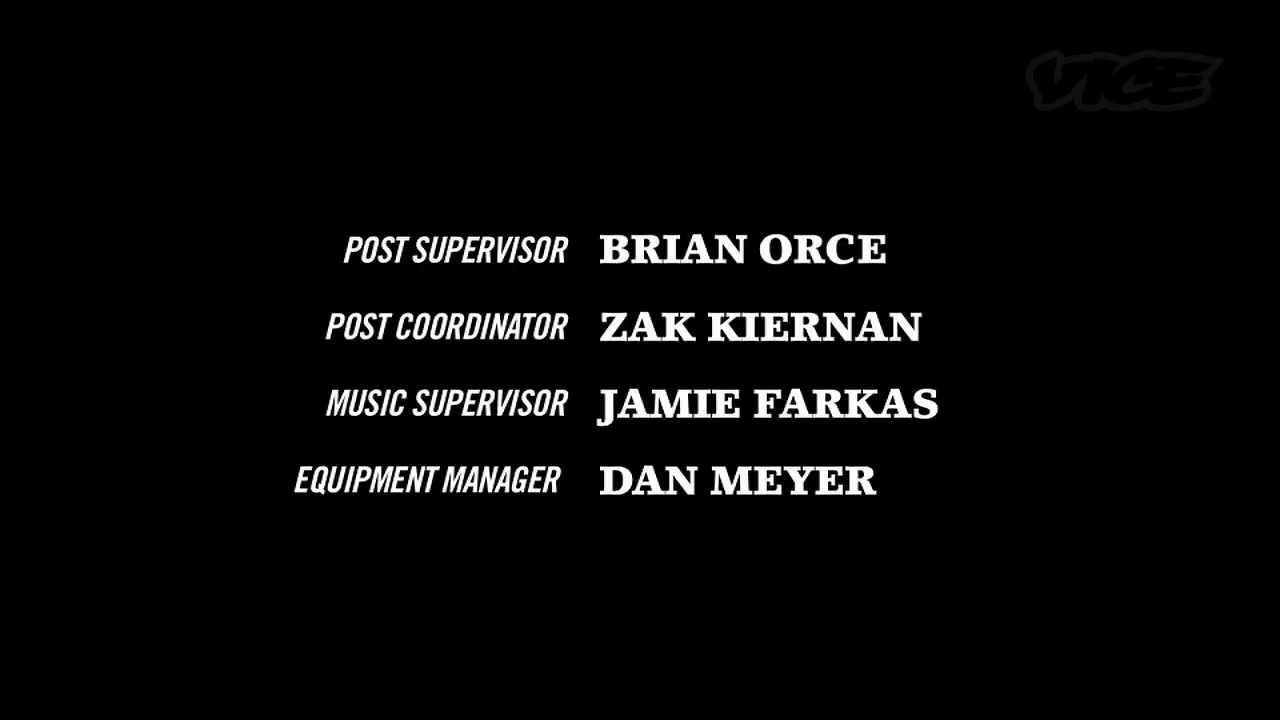 VICE
POST SUPERVISOR BRIAN ORCE
POST COORDINATOR ZAK KIERNAN
MUSIC SUPERVISOR JAMIE FARKAS
EQUIPMENT MANAGER DAN MEYER